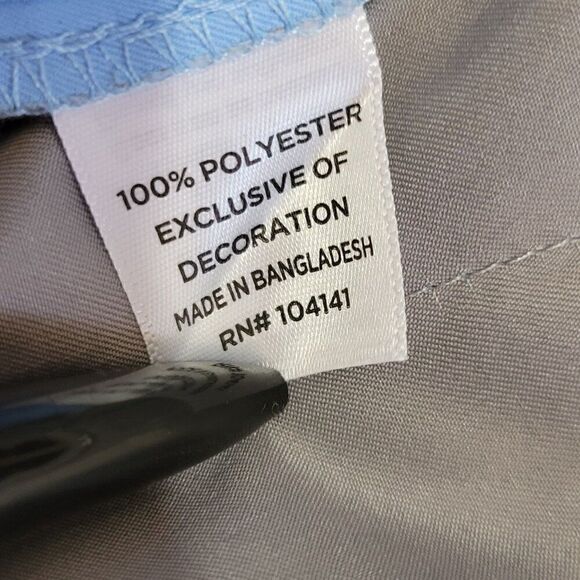 100% POLYESTER
EXCLUSIVE OF
DECORATION
MADE IN BANGLADESH
RN# 104141